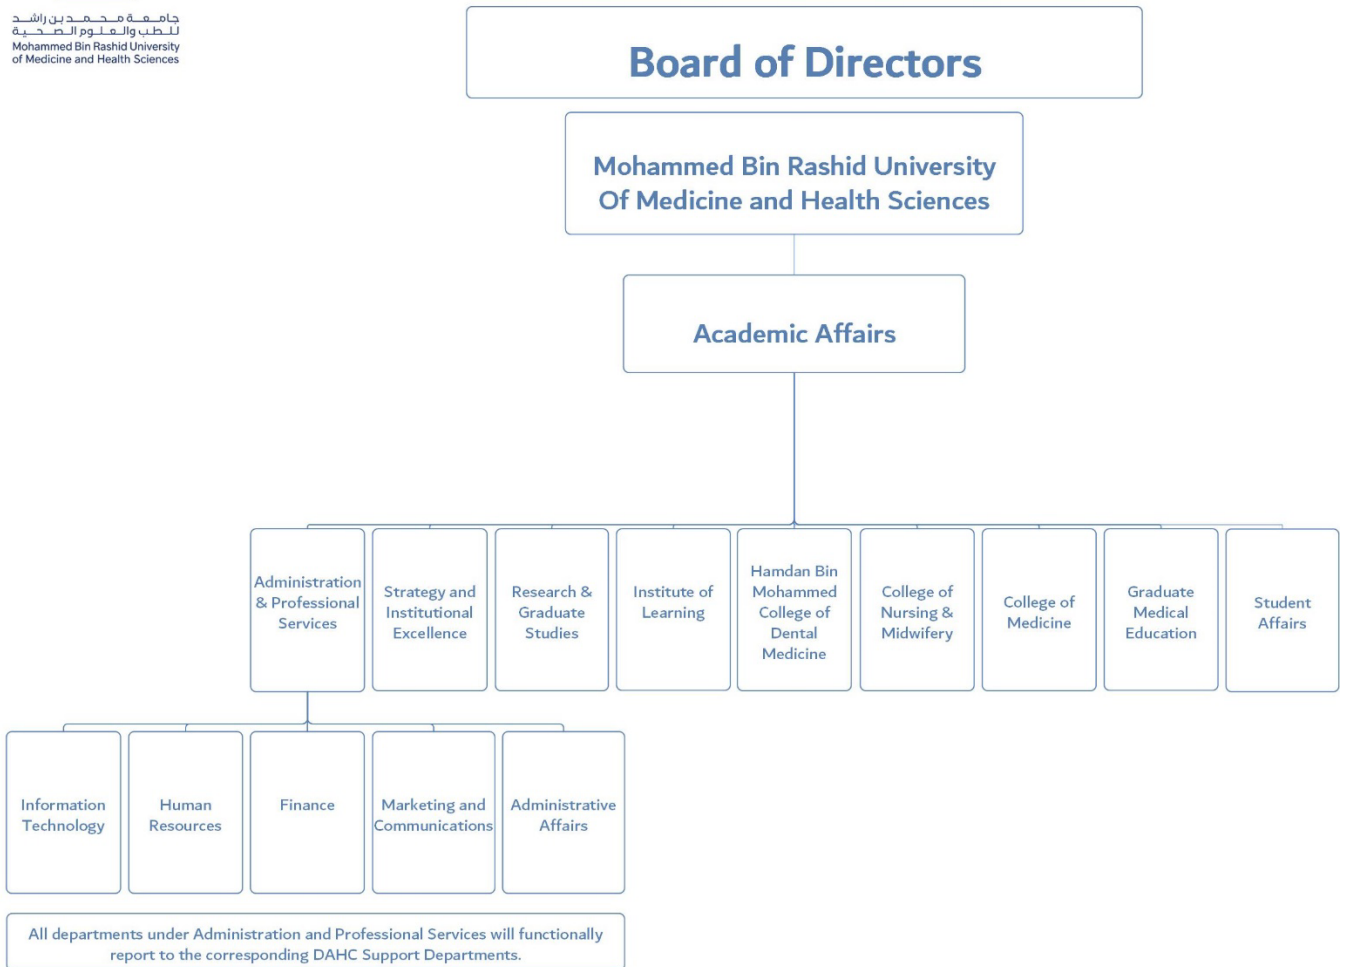 جامعة محمد بن راشد
للطب والعلوم الصحية
Mohammed Bin Rashid University
of Medicine and Health Sciences
Board of Directors
Mohammed Bin Rashid University
Of Medicine and Health Sciences
Academic Affairs
Administration
& Professional
Services
Strategy and
Institutional
Excellence
Research &
Graduate
Studies
Institute of
Learning
Hamdan Bin
Mohammed
College of
Dental
Medicine
College of
Nursing &
Midwifery
College of
Medicine
Graduate
Medical
Education
Student
Affairs
Information
Technology
Human
Resources
Finance
Marketing and
Communications
Administrative
Affairs
All departments under Administration and Professional Services will functionally
report to the corresponding DAHC Support Departments.